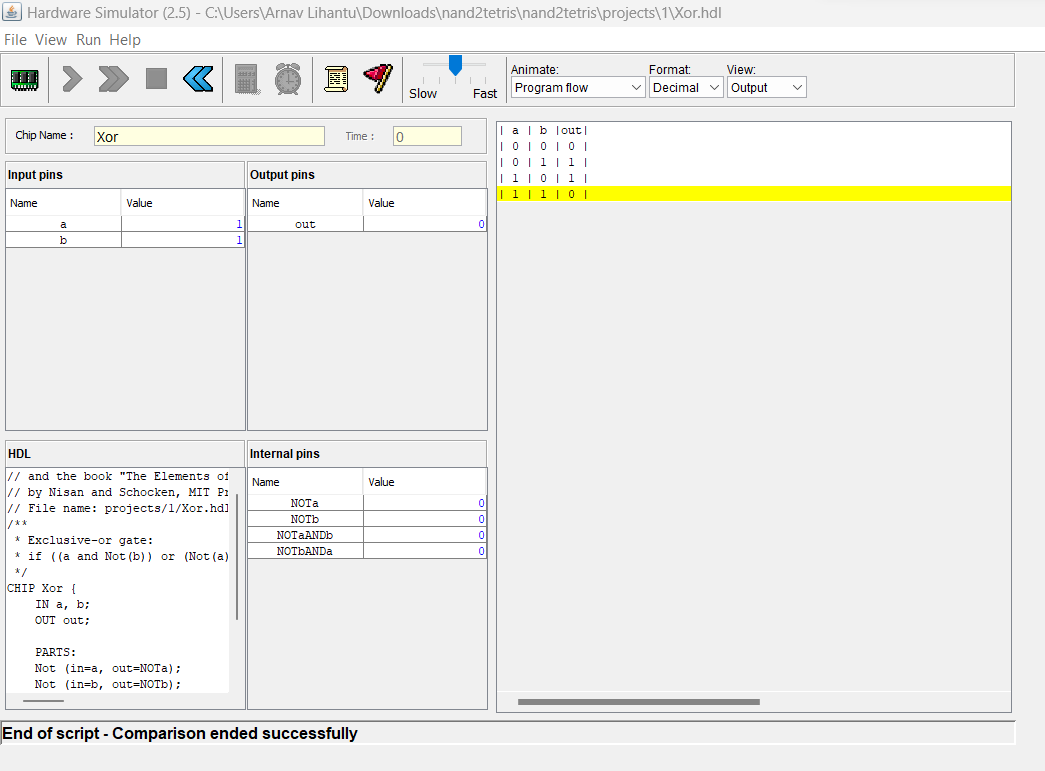 Hardware Simulator (2.5) - C:\Users\Arnav Lihantu\Downloads\nand2tetris\nand2tetris\projects\1\Xor.hdl
File View Run Help
Slow Fast
Animate: Format: View:
Program flow Decimal Output
Chip Name : Xor Time : 0
Input pins
Name Value
a 1
b 1
Output pins
Name Value
out 0
HDL
// and the book "The Elements of
// by Nisan and Schocken, MIT Pr
// File name: projects/1/Xor.hdl
/**
* Exclusive-or gate:
* if ((a and Not(b)) or (Not(a)
*/
CHIP Xor {
IN a, b;
OUT out;
PARTS:
Not (in=a, out=NOTa);
Not (in=b, out=NOTb);
Internal pins
Name Value
NOTa 0
NOTb 0
NOTaANDb 0
NOTbANDa 0
| a | b |out|
| 0 | 0 | 0 |
| 0 | 1 | 1 |
| 1 | 0 | 1 |
| 1 | 1 | 0 |
End of script - Comparison ended successfully